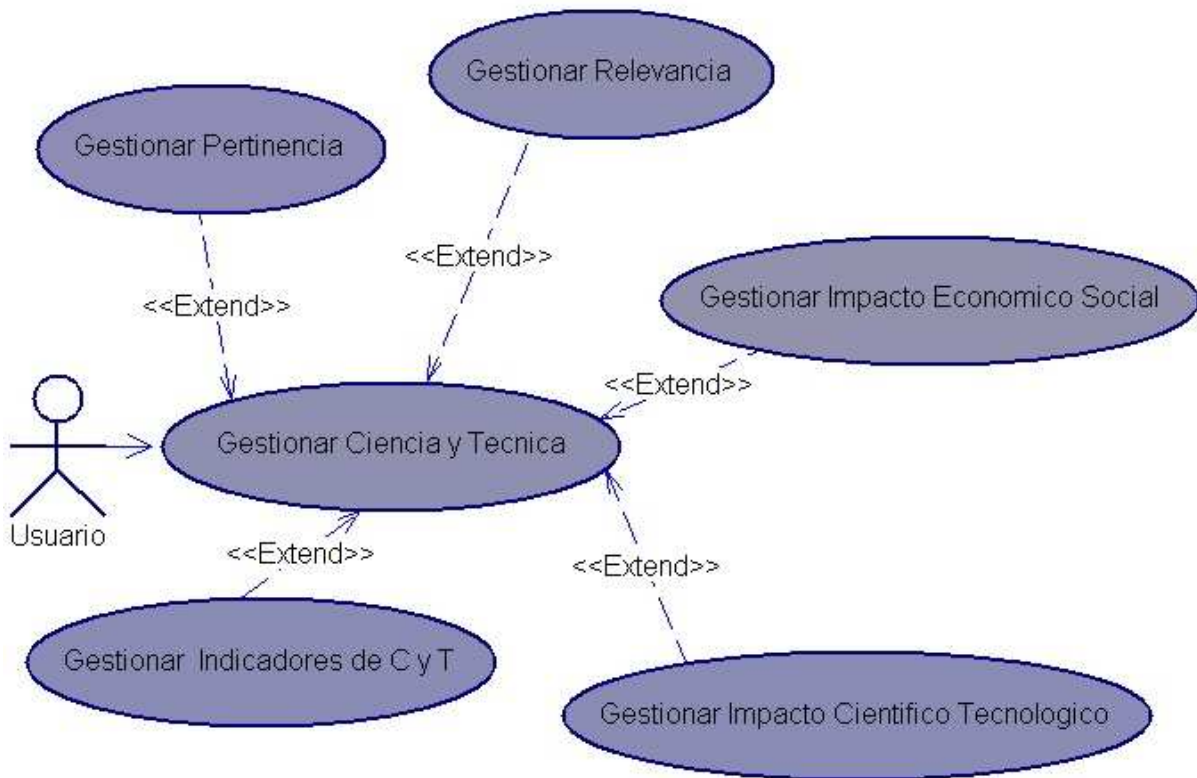 Gestionar Relevancia
Gestionar Pertinencia
<<Extend>>
Gestionar Impacto Economico Social
<<Extend>>
<<Extend>>
Gestionar Ciencia y Tecnica
Usuario
<<Extend>>
<<Extend>>
Gestionar Indicadores de C y T
Gestionar Impacto Cientifico Tecnologico